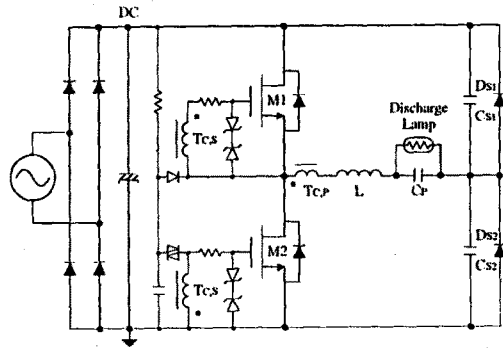 DC
M1
Tc,s
Discharge
Lamp
Ds1
Cs1
Tc,p
L
Cp
M2
Tc,s
Ds2
Cs2